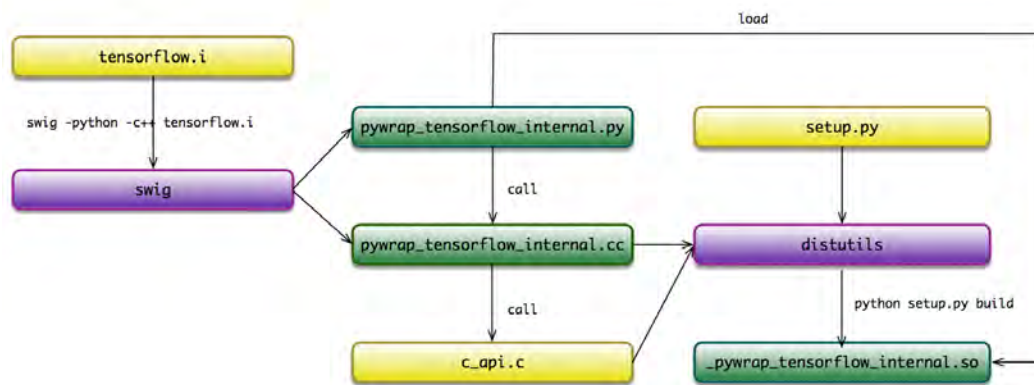 load
tensorflow.i
swig -python -c++ tensorflow.i
pywrap_tensorflow_internal.py
setup.py
swig
call
pywrap_tensorflow_internal.cc
distutils
call
python setup.py build
c_api.c
_pywrap_tensorflow_internal.so